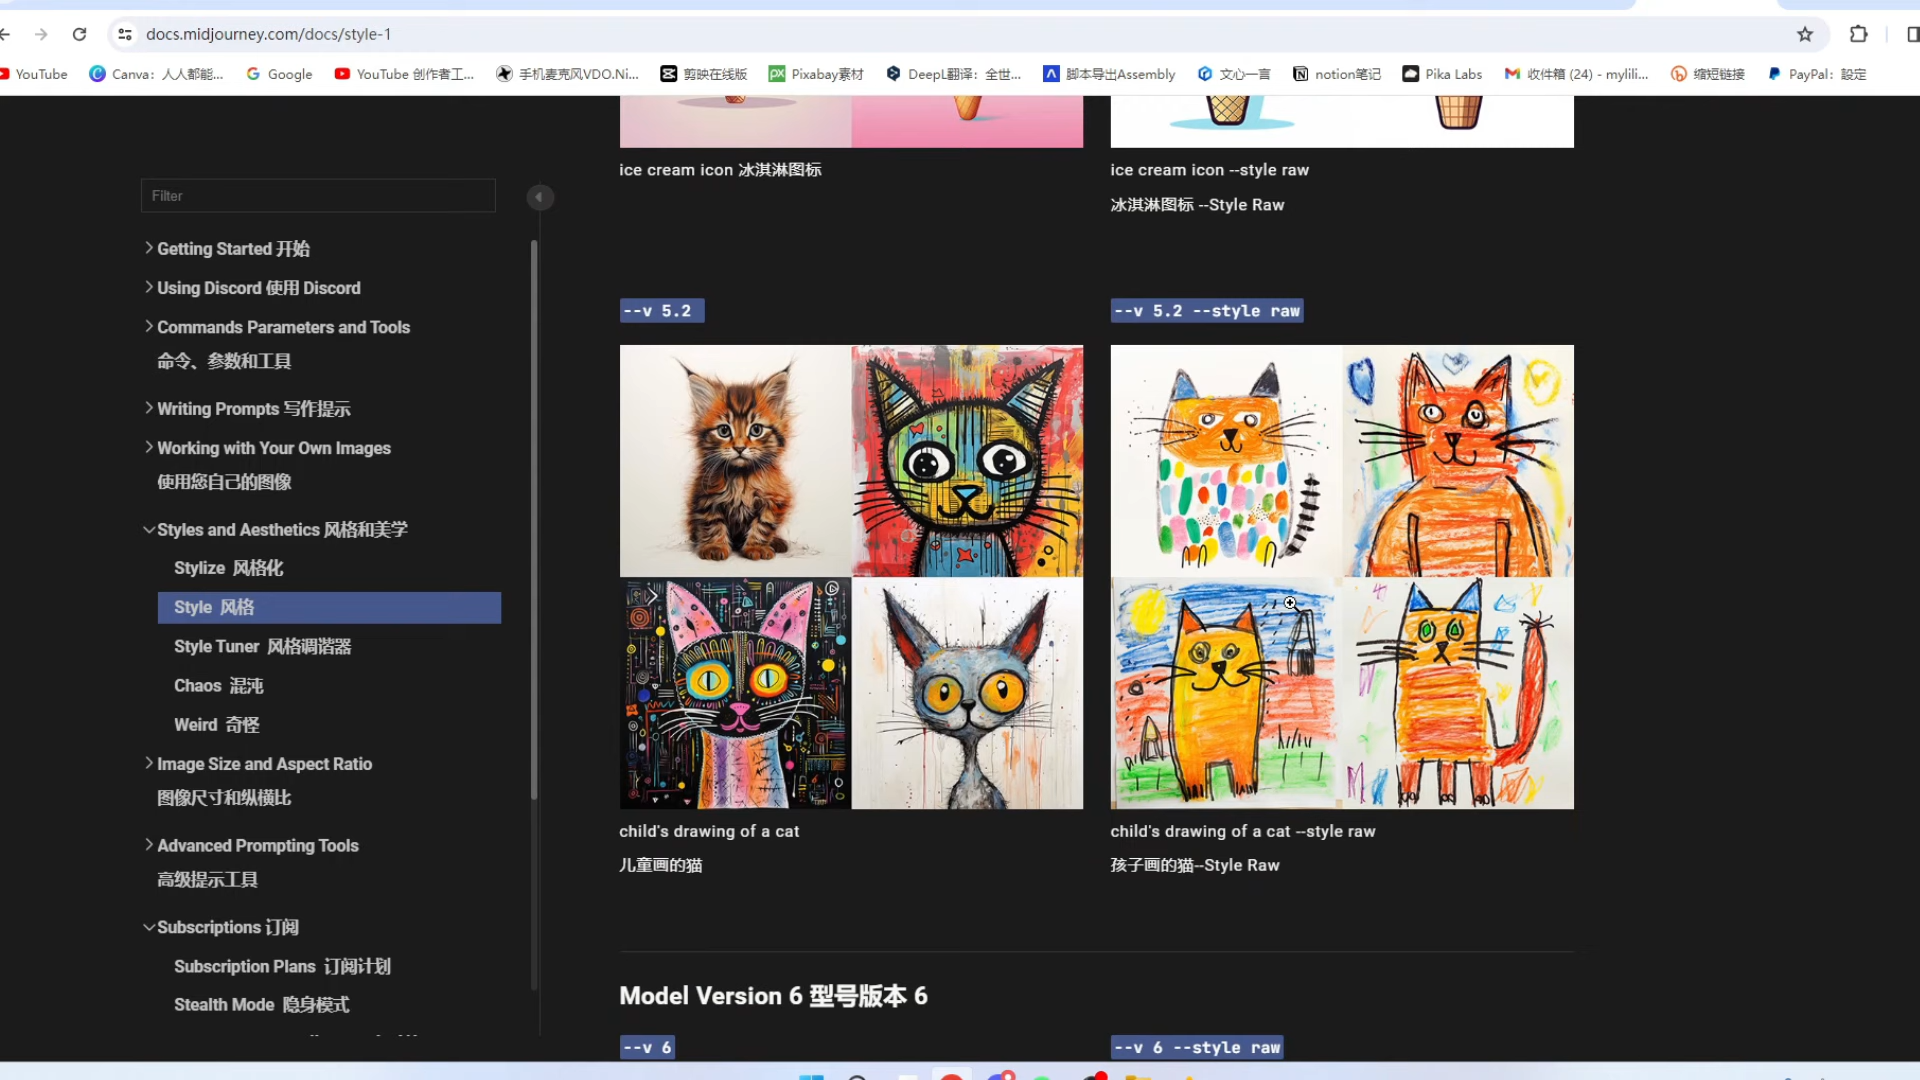 docs.midjourney.com/docs/style-1
YouTube
Canva：人人都能...
Google
YouTube 创作者工...
手机麦克风VDO.Ni...
剪映在线版
Pixabay素材
DeepL翻译：全世...
脚本导出Assembly
文心一言
notion笔记
Pika Labs
收件箱 (24) - mylili...
缩短链接
PayPal：設定
Filter
Getting Started 开始
Using Discord 使用 Discord
Commands Parameters and Tools
命令、参数和工具
Writing Prompts 写作提示
Working with Your Own Images
使用您自己的图像
Styles and Aesthetics 风格和美学
Stylize 风格化
Style 风格
Style Tuner 风格调谐器
Chaos 混沌
Weird 奇怪
Image Size and Aspect Ratio
图像尺寸和纵横比
Advanced Prompting Tools
高级提示工具
Subscriptions 订阅
Subscription Plans 订阅计划
Stealth Mode 隐身模式
ice cream icon 冰淇淋图标
ice cream icon --style raw
冰淇淋图标 --Style Raw
--v 5.2
--v 5.2 --style raw
child's drawing of a cat
儿童画的猫
child's drawing of a cat --style raw
孩子画的猫--Style Raw
Model Version 6 型号版本 6
--v 6
--v 6 --style raw